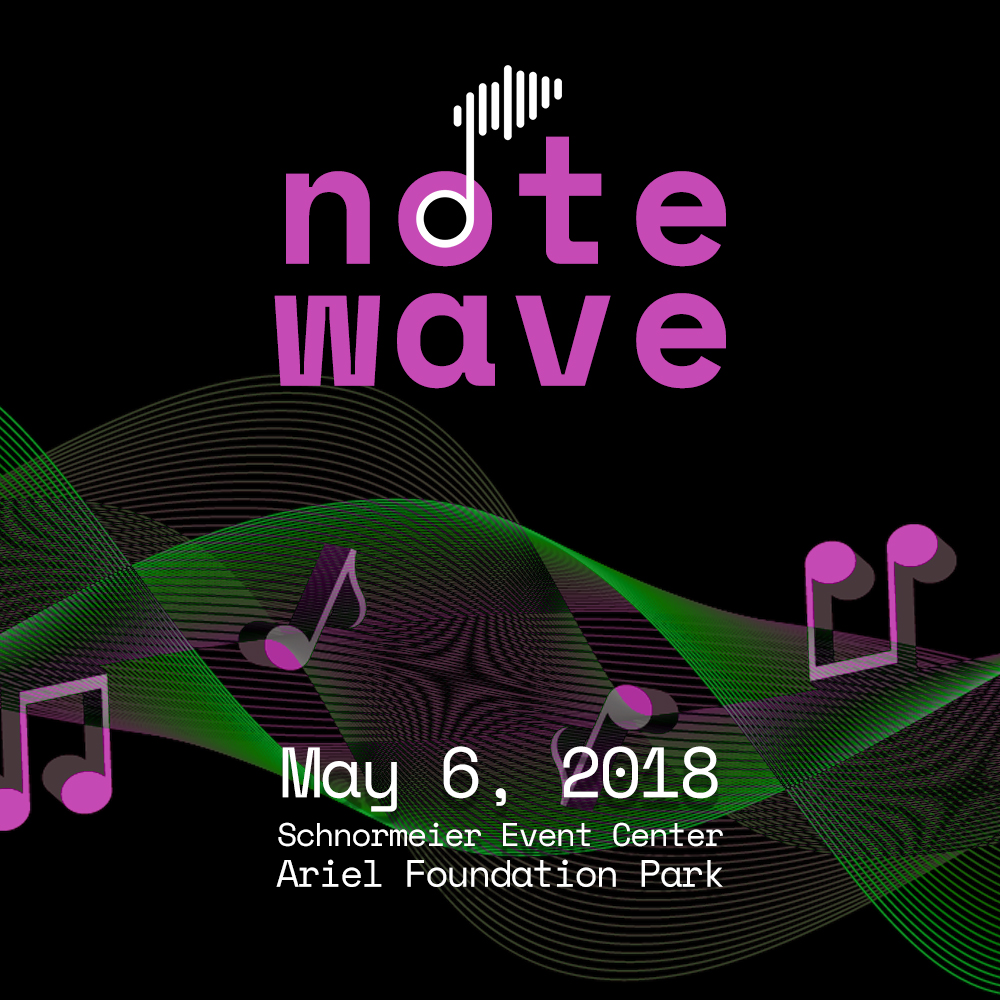 note
wave
May 6, 2018
Schnormeier Event Center
Ariel Foundation Park